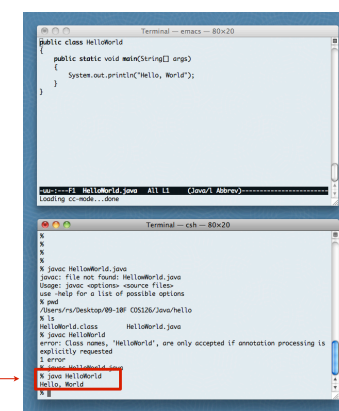 Terminal — emacs — 80×20
public class HelloWorld
{
public static void main(String[] args)
{
System.out.println("Hello, World");
}
}
-uu-:---F1 HelloWorld.java All L1 (Java/l Abbrev)-----------------------
Loading cc-mode...done
Terminal — csh — 80×20
%
%
%
%
% javac HellowWorld.java
javac: file not found: HellowWorld.java
Usage: javac <options> <source files>
use -help for a list of possible options
% pwd
/Users/rs/Desktop/09-10F COS126/Java/hello
% ls
HelloWorld.class HelloWorld.java
% javac HelloWorld
error: Class names, 'HelloWorld', are only accepted if annotation processing is
explicitly requested
1 error
% javac HelloWorld.java
% java HelloWorld
Hello, World
%